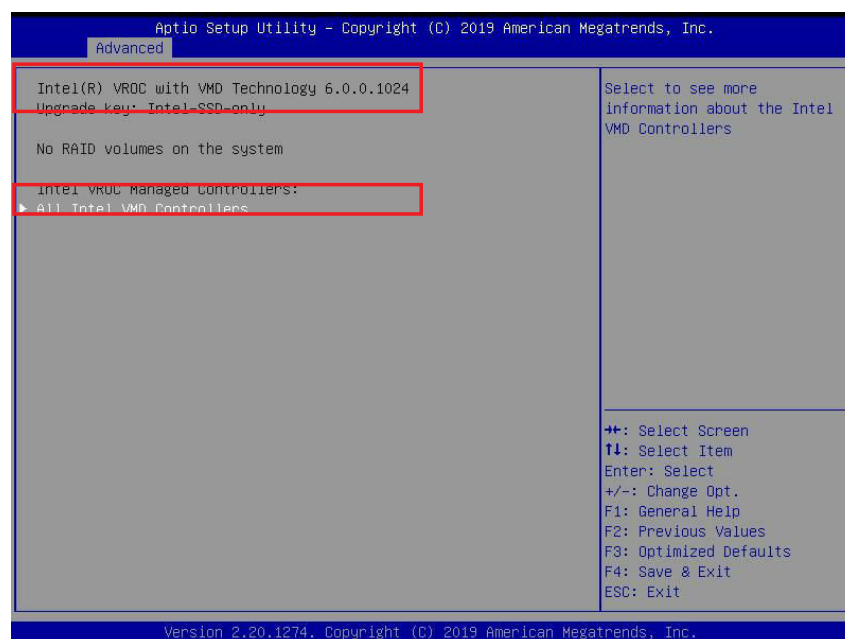 Aptio Setup Utility – Copyright (C) 2019 American Megatrends, Inc.
Advanced
Intel(R) VROC with VMD Technology 6.0.0.1024
Upgrade key: Intel-SSD-only
No RAID volumes on the system
Intel VROC Managed Controllers:
▶ All Intel VMD Controllers
Select to see more
information about the Intel
VMD Controllers
→←: Select Screen
↑↓: Select Item
Enter: Select
+/-: Change Opt.
F1: General Help
F2: Previous Values
F3: Optimized Defaults
F4: Save & Exit
ESC: Exit
Version 2.20.1274. Copyright (C) 2019 American Megatrends, Inc.